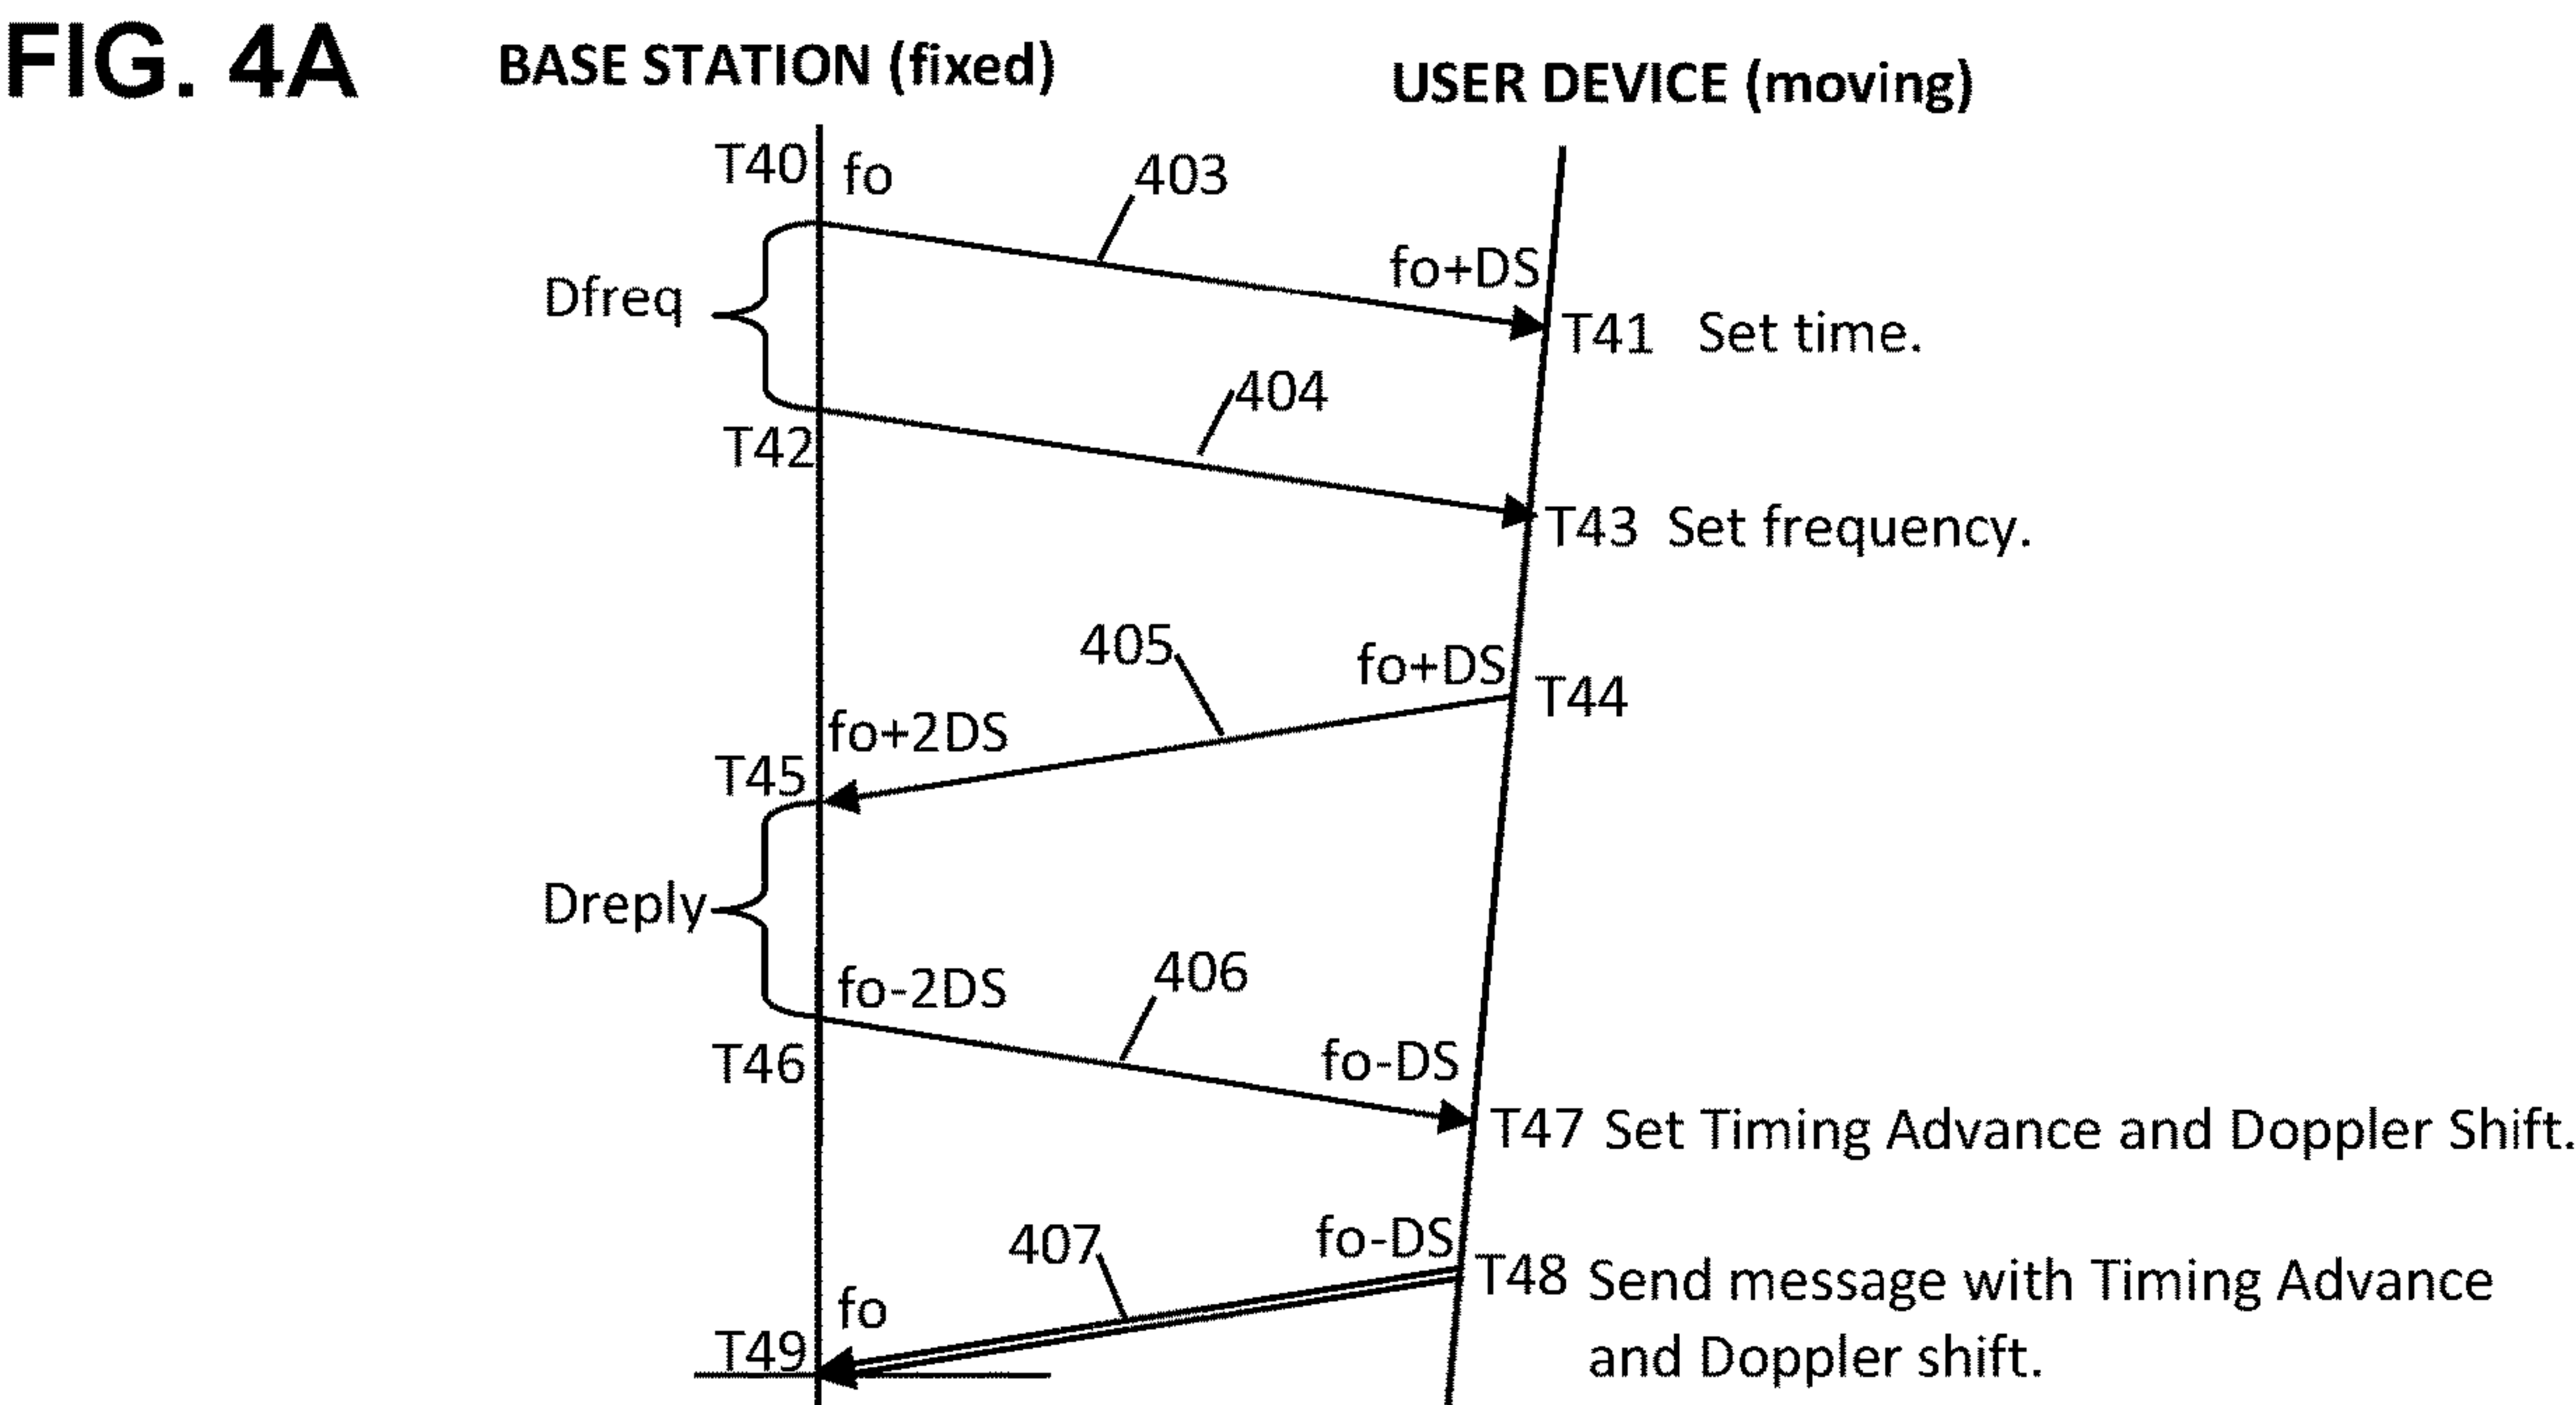 FIG. 4A
BASE STATION (fixed)
USER DEVICE (moving)
T40
fo
403
fo+DS
Dfreq
T41 Set time.
404
T42
T43 Set frequency.
405
fo+DS
T44
fo+2DS
T45
Dreply
406
fo-2DS
T46
fo-DS
T47 Set Timing Advance and Doppler Shift.
407
fo-DS
T48 Send message with Timing Advance
and Doppler shift.
fo
T49